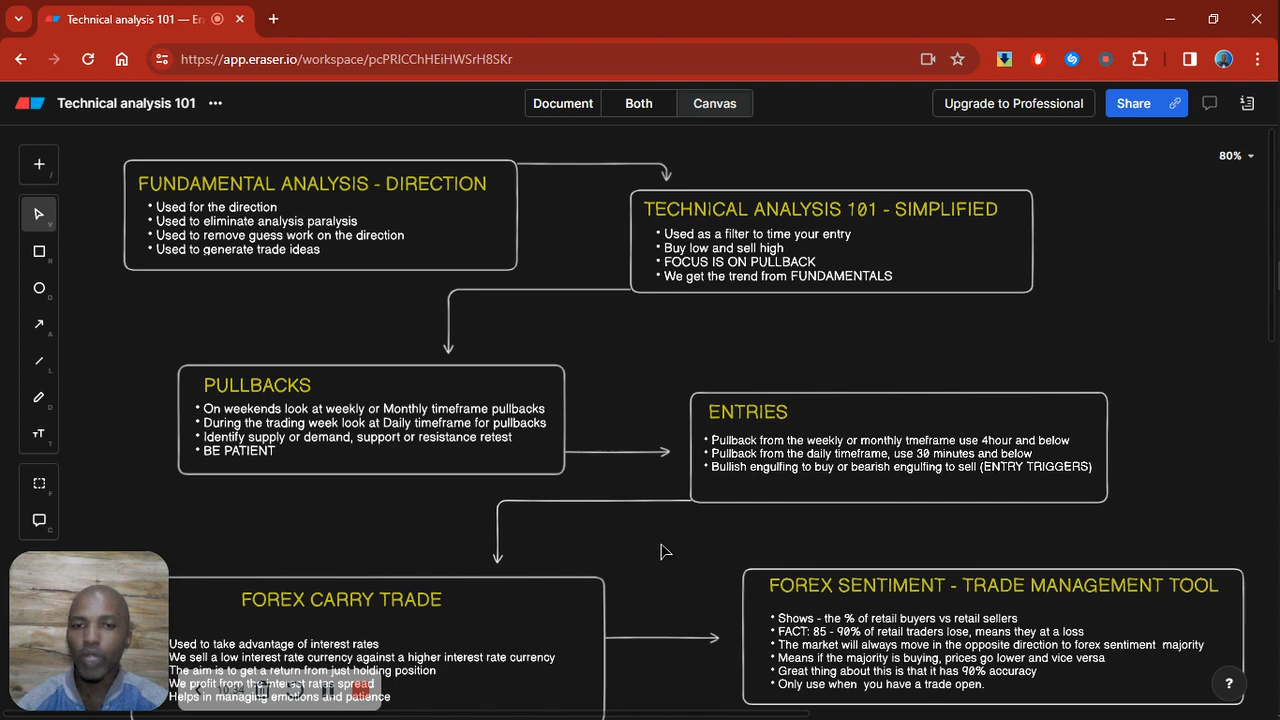 Technical analysis 101 — Era
https://app.eraser.io/workspace/pcPRICChHEiHWSrH8SKr
Technical analysis 101
Document
Both
Canvas
Upgrade to Professional
Share
80%
FUNDAMENTAL ANALYSIS - DIRECTION
• Used for the direction
• Used to eliminate analysis paralysis
• Used to remove guess work on the direction
• Used to generate trade ideas
TECHNICAL ANALYSIS 101 - SIMPLIFIED
• Used as a filter to time your entry
• Buy low and sell high
• FOCUS IS ON PULLBACK
• We get the trend from FUNDAMENTALS
PULLBACKS
• On weekends look at weekly or Monthly timeframe pullbacks
• During the trading week look at Daily timeframe for pullbacks
• Identify supply or demand, support or resistance retest
• BE PATIENT
ENTRIES
• Pullback from the weekly or monthly tmeframe use 4hour and below
• Pullback from the daily timeframe, use 30 minutes and below
• Bullish engulfing to buy or bearish engulfing to sell (ENTRY TRIGGERS)
FOREX CARRY TRADE
Used to take advantage of interest rates
We sell a low interest rate currency against a higher interest rate currency
The aim is to get a return from just holding position
We profit from the interest rates spread
Helps in managing emotions and patience
FOREX SENTIMENT - TRADE MANAGEMENT TOOL
• Shows - the % of retail buyers vs retail sellers
• FACT: 85 - 90% of retail traders lose, means they at a loss
• The market will always move in the opposite direction to forex sentiment majority
• Means if the majority is buying, prices go lower and vice versa
• Great thing about this is that it has 90% accuracy
• Only use when you have a trade open.
?